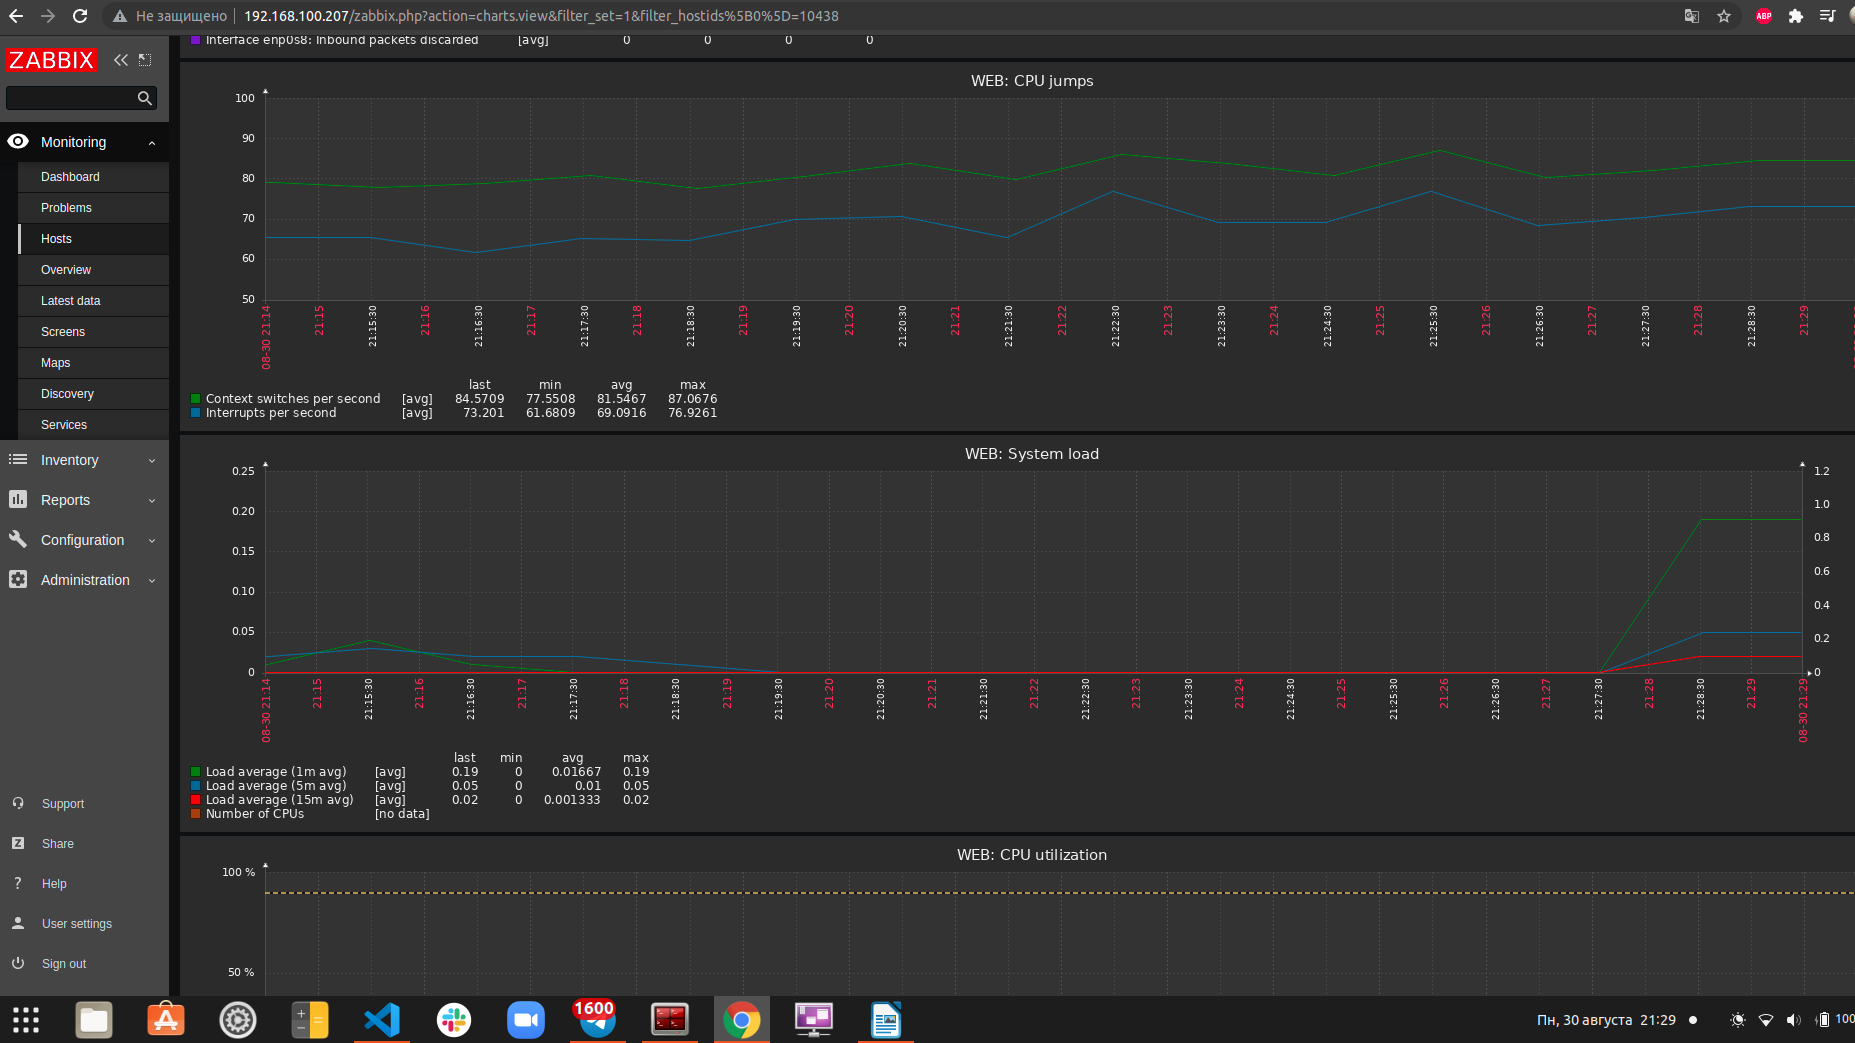 Не защищено 192.168.100.207/zabbix.php?action=charts.view&filter_set=1&filter_hostids%5B0%5D=10438
ABP
ZABBIX
Monitoring
Dashboard
Problems
Hosts
Overview
Latest data
Screens
Maps
Discovery
Services
Inventory
Reports
Configuration
Administration
Support
Share
Help
User settings
Sign out
Interface enp0s8: Inbound packets discarded [avg] 0 0 0 0
WEB: CPU jumps
100
90
80
70
60
50
08-30 21:14 21:15 21:15:30 21:16 21:16:30 21:17 21:17:30 21:18 21:18:30 21:19 21:19:30 21:20 21:20:30 21:21 21:21:30 21:22 21:22:30 21:23 21:23:30 21:24 21:24:30 21:25 21:25:30 21:26 21:26:30 21:27 21:27:30 21:28 21:28:30 21:29
last min avg max
Context switches per second [avg] 84.5709 77.5508 81.5467 87.0676
Interrupts per second [avg] 73.201 61.6809 69.0916 76.9261
WEB: System load
0.25 1.2
0.20 1.0
0.15 0.8
0.10 0.6
0.05 0.4
0 0.2
0
08-30 21:14 21:15 21:15:30 21:16 21:16:30 21:17 21:17:30 21:18 21:18:30 21:19 21:19:30 21:20 21:20:30 21:21 21:21:30 21:22 21:22:30 21:23 21:23:30 21:24 21:24:30 21:25 21:25:30 21:26 21:26:30 21:27 21:27:30 21:28 21:28:30 21:29 08-30 21:29
last min avg max
Load average (1m avg) [avg] 0.19 0 0.01667 0.19
Load average (5m avg) [avg] 0.05 0 0.01 0.05
Load average (15m avg) [avg] 0.02 0 0.001333 0.02
Number of CPUs [no data]
WEB: CPU utilization
100 %
50 %
1600
Пн, 30 августа 21:29
100